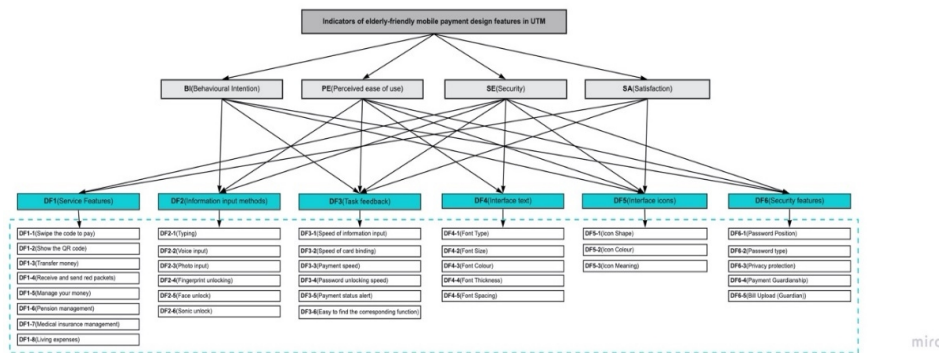 Indicators of elderly-friendly mobile payment design features in UTM
BI(Behavioural Intention)
PE(Perceived ease of use)
SE(Security)
SA(Satisfaction)
DF1(Service Features)
DF2(Information input methods)
DF3(Task feedback)
DF4(Interface text)
DF5(Interface icons)
DF6(Security features)
DF1-1(Swipe the code to pay)
DF1-2(Show the QR code)
DF1-3(Transfer money)
DF1-4(Receive and send red packets)
DF1-5(Manage your money)
DF1-6(Pension management)
DF1-7(Medical insurance management)
DF1-8(Living expenses)
DF2-1(Typing)
DF2-2(Voice input)
DF2-3(Photo input)
DF2-4(Fingerprint unlocking)
DF2-5(Face unlock)
DF2-6(Sonic unlock)
DF3-1(Speed of information input)
DF3-2(Speed of card binding)
DF3-3(Payment speed)
DF3-4(Password unlocking speed)
DF3-5(Payment status alert)
DF3-6(Easy to find the corresponding function)
DF4-1(Font Type)
DF4-2(Font Size)
DF4-3(Font Colour)
DF4-4(Font Thickness)
DF4-5(Font Spacing)
DF5-1(Icon Shape)
DF5-2(Icon Colour)
DF5-3(Icon Meaning)
DF6-1(Password Position)
DF6-2(Password type)
DF6-3(Privacy protection)
DF6-4(Payment Guardianship)
DF6-5(Bill Upload (Guardian))